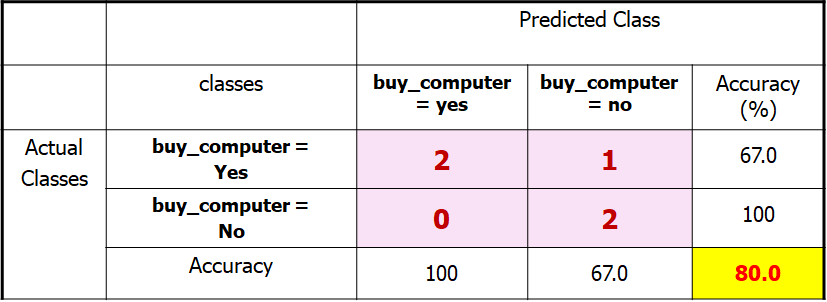 Predicted Class
classes
buy_computer
= yes
buy_computer
= no
Accuracy
(%)
Actual
Classes
buy_computer =
Yes
2
1
67.0
buy_computer =
No
0
2
100
Accuracy
100
67.0
80.0